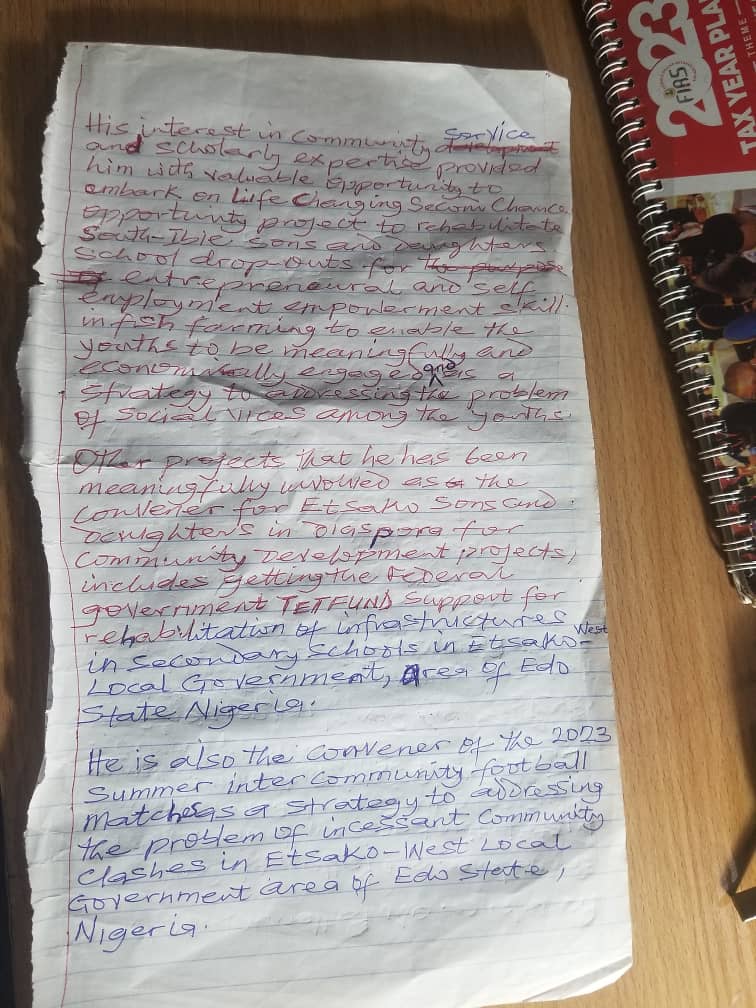 His interest in community service
and scholarly expertise provided
him with valuable opportunity to
embark on Life Changing Second Chance
opportunity project to rehabilitate
South-Ibie sons and daughters
school drop-outs for the purpose
entrepreneural and self
employment empowerment skill
in fish farming to enable the
youths to be meaningfully and
economically engaged and as a
strategy to addressing the problem
of social vices among the youths.
Other projects that he has been
meaningfully involved as the
convener for Etsako Sons and
Daughters in Diaspora for
Community Development projects,
includes getting the Federal
government TETFUND support for
rehabilitation of infrastructures
in Secondary Schools in Etsako-West
Local Government, area of Edo
State Nigeria.
He is also the convener of the 2023
Summer inter community football
matches as a strategy to addressing
the problem of incessant community
clashes in Etsako-West Local
Government area of Edo State,
Nigeria.
2023
FIRS
TAX YEAR PLA
THEME